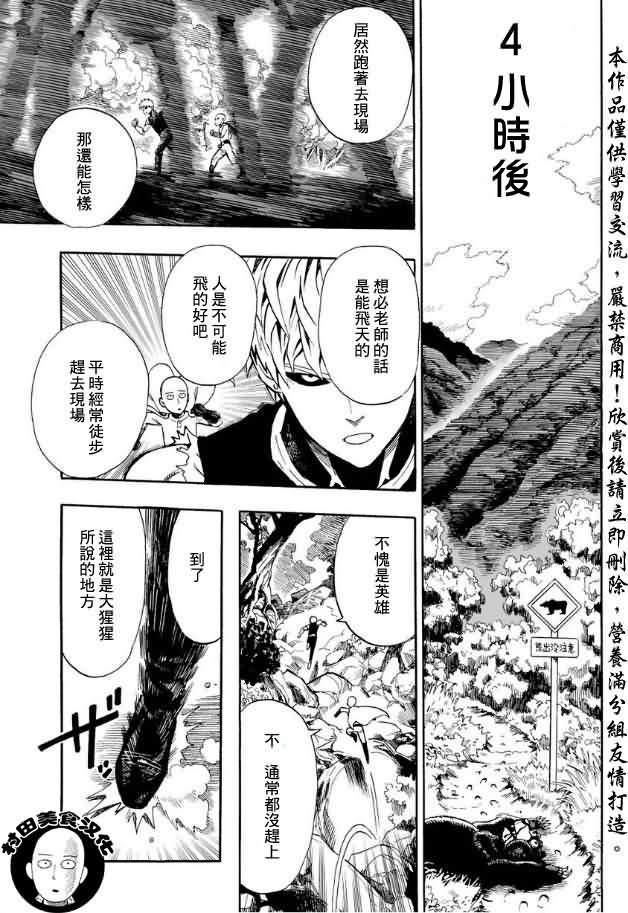 本作品僅供學習交流，嚴禁商用！欣賞後請立即刪除，營養滿分組友情打造。
4小時後
熊出沒注意
居然跑著去現場
那還能怎樣
想必老師的話
是能飛天的
人是不可能
飛的好吧
平時經常徒步
趕去現場
不愧是英雄
不 通常都沒趕上
到了
這裡就是大猩猩
所說的地方
ザッ
村田美食汉化